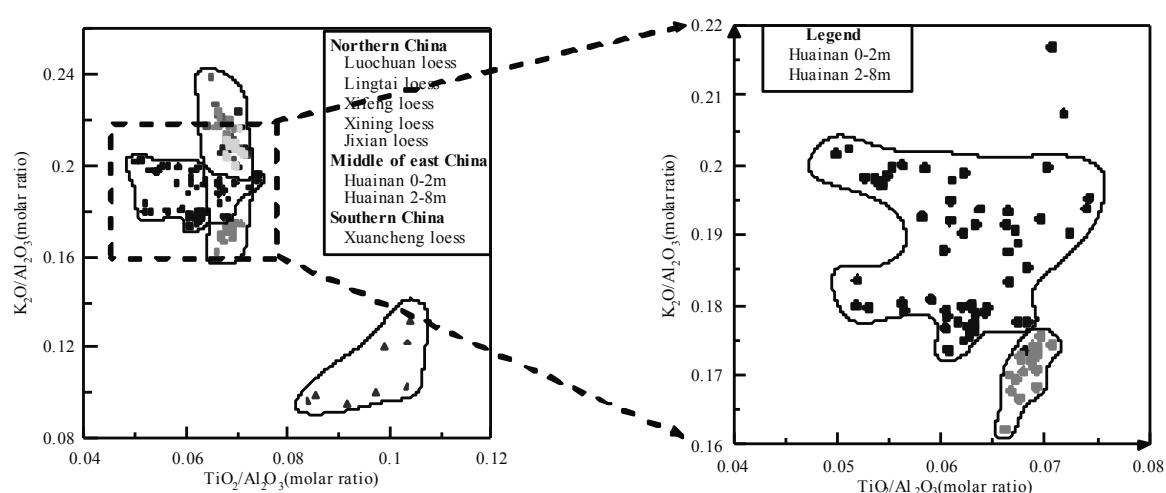 Northern China
Luochuan loess
Lingtai loess
Xifeng loess
Xining loess
Jixian loess
Middle of east China
Huainan 0-2m
Huainan 2-8m
Southern China
Xuancheng loess
0.24
0.2
0.16
0.12
0.08
K2O/Al2O3(molar ratio)
0.04
0.06
0.08
0.1
0.12
TiO2/Al2O3(molar ratio)
Legend
Huainan 0-2m
Huainan 2-8m
0.22
0.21
0.20
0.19
0.18
0.17
0.16
K2O/Al2O3(molar ratio)
0.04
0.05
0.06
0.07
0.08
TiO2/Al2O3(molar ratio)